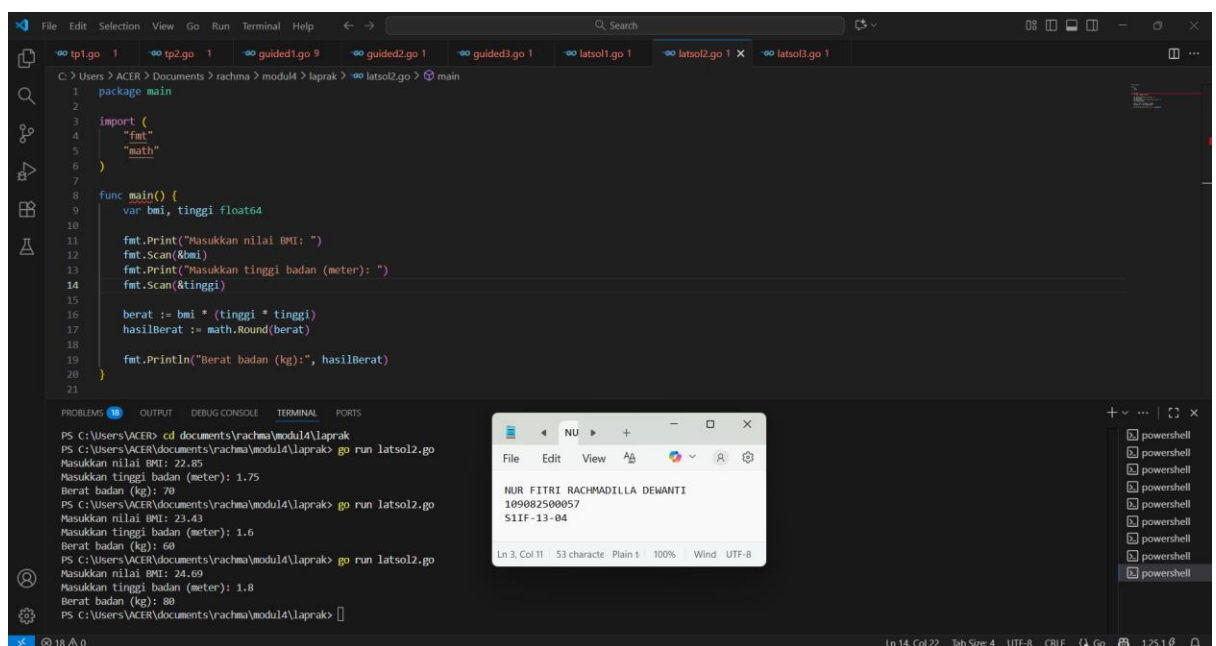 File Edit Selection View Go Run Terminal Help
Search
tp1.go 1 tp2.go 1 guided1.go 9 guided2.go 1 guided3.go 1 latsol1.go 1 latsol2.go 1 latsol3.go 1
C: > Users > ACER > Documents > rachma > modul4 > laprak > latsol2.go > main
1 package main
2
3 import (
4 "fmt"
5 "math"
6 )
7
8 func main() {
9 var bmi, tinggi float64
10
11 fmt.Print("Masukkan nilai BMI: ")
12 fmt.Scan(&bmi)
13 fmt.Print("Masukkan tinggi badan (meter): ")
14 fmt.Scan(&tinggi)
15
16 berat := bmi * (tinggi * tinggi)
17 hasilBerat := math.Round(berat)
18
19 fmt.Println("Berat badan (kg):", hasilBerat)
20 }
21
PROBLEMS 18 OUTPUT DEBUG CONSOLE TERMINAL PORTS
PS C:\Users\ACER> cd documents\rachma\modul4\laprak
PS C:\Users\ACER\documents\rachma\modul4\laprak> go run latsol2.go
Masukkan nilai BMI: 22.85
Masukkan tinggi badan (meter): 1.75
Berat badan (kg): 70
PS C:\Users\ACER\documents\rachma\modul4\laprak> go run latsol2.go
Masukkan nilai BMI: 23.43
Masukkan tinggi badan (meter): 1.6
Berat badan (kg): 60
PS C:\Users\ACER\documents\rachma\modul4\laprak> go run latsol2.go
Masukkan nilai BMI: 24.69
Masukkan tinggi badan (meter): 1.8
Berat badan (kg): 80
PS C:\Users\ACER\documents\rachma\modul4\laprak>
NU
File Edit View
NUR FITRI RACHMADILLA DEWANTI
109082500057
S1IF-13-04
Ln 3, Col 11 53 characte Plain t 100% Wind UTF-8
powershell
powershell
powershell
powershell
powershell
powershell
powershell
powershell
powershell
18 0
Ln 14, Col 22 Tab Size: 4 UTF-8 CRLF Go 1.25.1